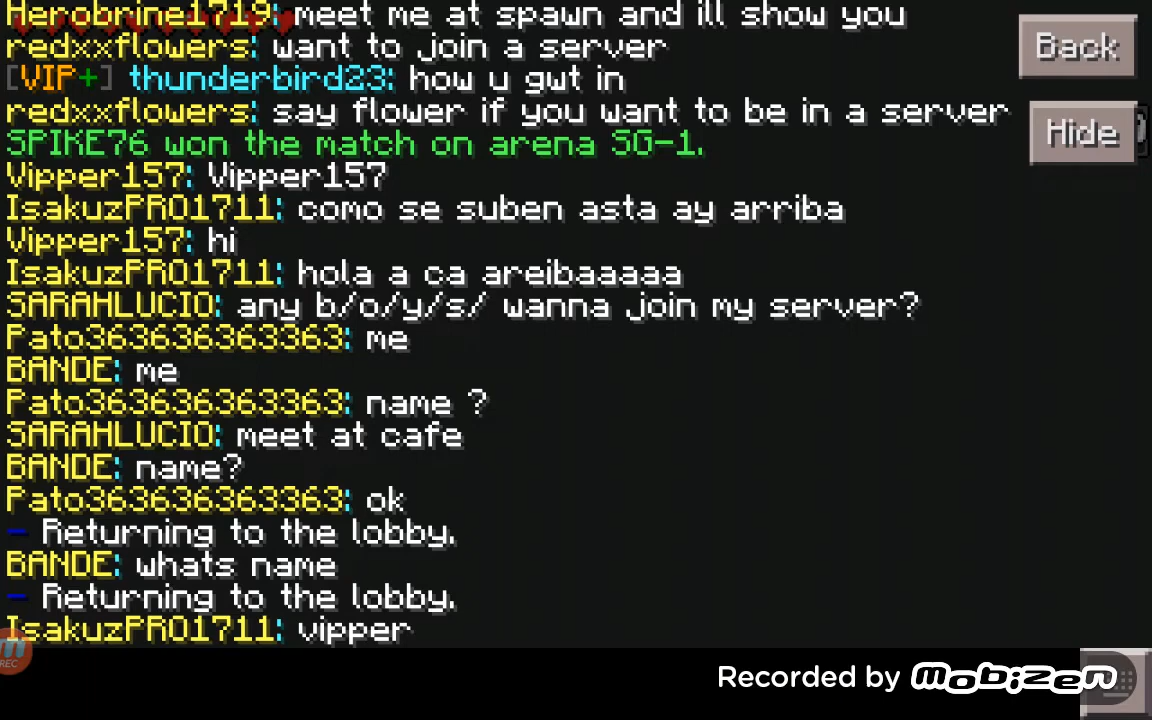 Herobrine1719: meet me at spawn and ill show you
redxxflowers: want to join a server
[VIP+] thunderbird23: how u gwt in
redxxflowers: say flower if you want to be in a server
SPIKE76 won the match on arena SG-1.
Vipper157: Vipper157
IsakuzPRO1711: como se suben asta ay arriba
Vipper157: hi
IsakuzPRO1711: hola a ca areibaaaaa
SARAHLUCIO: any b/o/y/s/ wanna join my server?
Pato363636363363: me
BANDE: me
Pato363636363363: name ?
SARAHLUCIO: meet at cafe
BANDE: name?
Pato363636363363: ok
- Returning to the lobby.
BANDE: whats name
- Returning to the lobby.
IsakuzPRO1711: vipper
Back
Hide
REC
Recorded by Mobizen